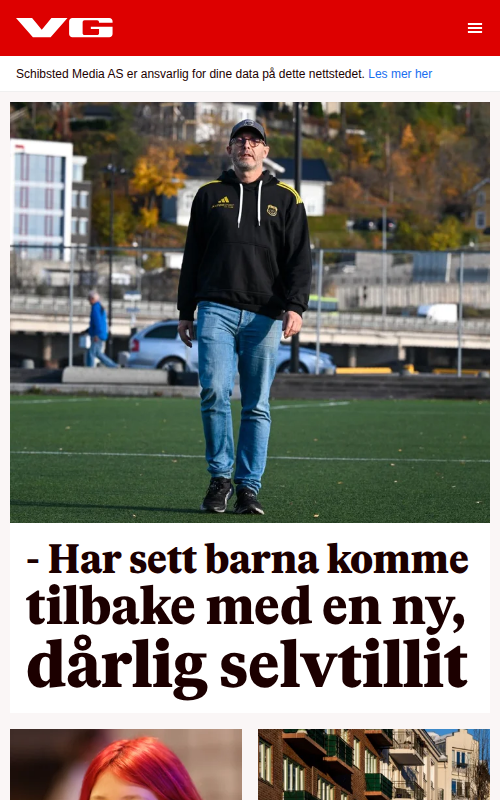 VG
Schibsted Media AS er ansvarlig for dine data på dette nettstedet. Les mer her
- Har sett barna komme
tilbake med en ny,
dårlig selvtillit